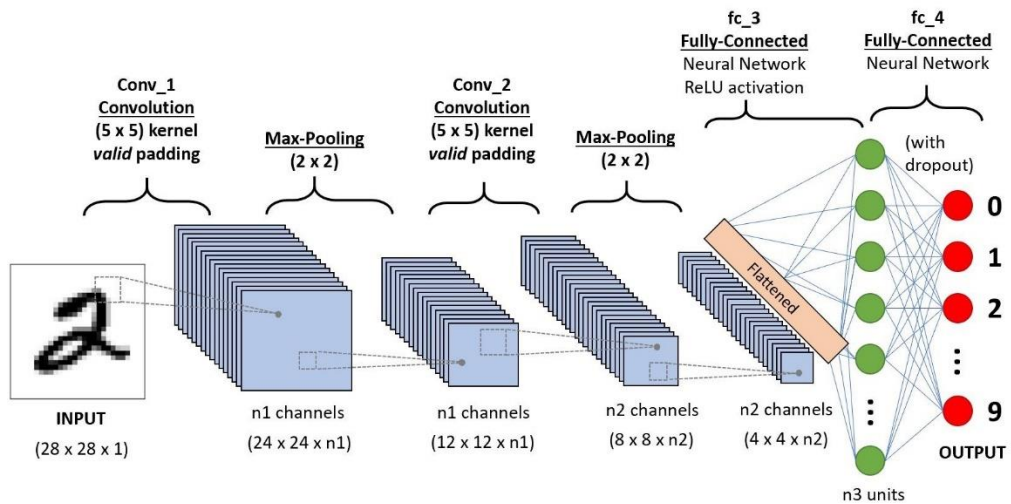 Conv_1
Convolution
(5 x 5) kernel
valid padding
Max-Pooling
(2 x 2)
Conv_2
Convolution
(5 x 5) kernel
valid padding
Max-Pooling
(2 x 2)
fc_3
Fully-Connected
Neural Network
ReLU activation
fc_4
Fully-Connected
Neural Network
(with
dropout)
2
INPUT
(28 x 28 x 1)
n1 channels
(24 x 24 x n1)
n1 channels
(12 x 12 x n1)
n2 channels
(8 x 8 x n2)
n2 channels
(4 x 4 x n2)
Flattened
n3 units
0
1
2
9
OUTPUT